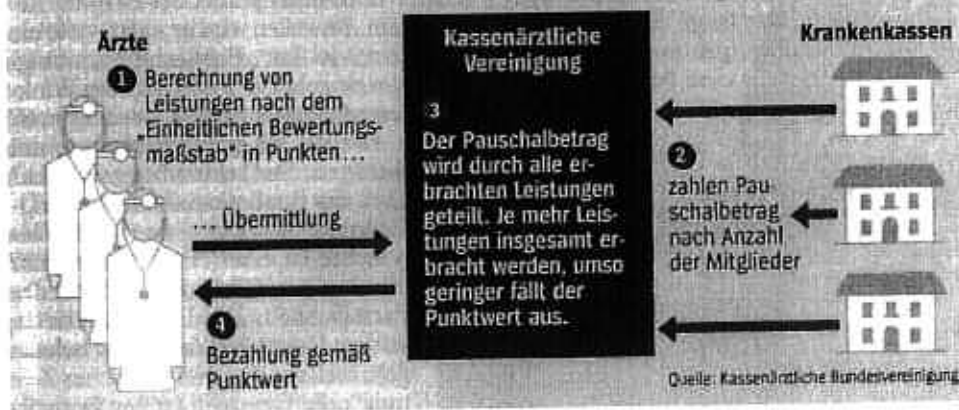 Ärzte
1 Berechnung von
Leistungen nach dem
„Einheitlichen Bewertungs-
maßstab“ in Punkten ...
... Übermittlung
4
Bezahlung gemäß
Punktwert
Kassenärztliche
Vereinigung
3
Der Pauschalbetrag
wird durch alle er-
brachten Leistungen
geteilt. Je mehr Leis-
tungen insgesamt er-
bracht werden, umso
geringer fällt der
Punktwert aus.
Krankenkassen
2
zahlen Pau-
schalbetrag
nach Anzahl
der Mitglieder
Quelle: Kassenärztliche Bundesvereinigung